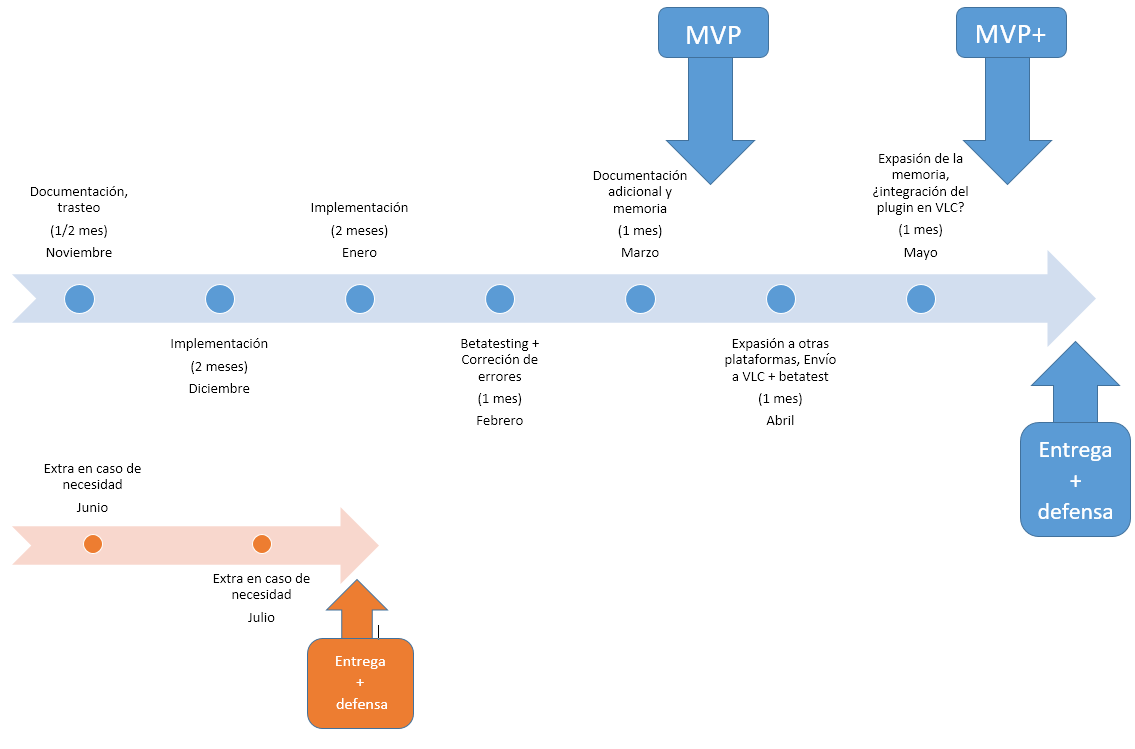 MVP
MVP+
Documentación,
trasteo
(1/2 mes)
Noviembre
Implementación
(2 meses)
Enero
Documentación
adicional y
memoria
(1 mes)
Marzo
Expasión de la
memoria,
¿integración del
plugin en VLC?
(1 mes)
Mayo
Implementación
(2 meses)
Diciembre
Betatesting +
Correción de
errores
(1 mes)
Febrero
Expasión a otras
plataformas, Envío
a VLC + betatest
(1 mes)
Abril
Entrega
+
defensa
Extra en caso de
necesidad
Junio
Extra en caso de
necesidad
Julio
Entrega
+
defensa